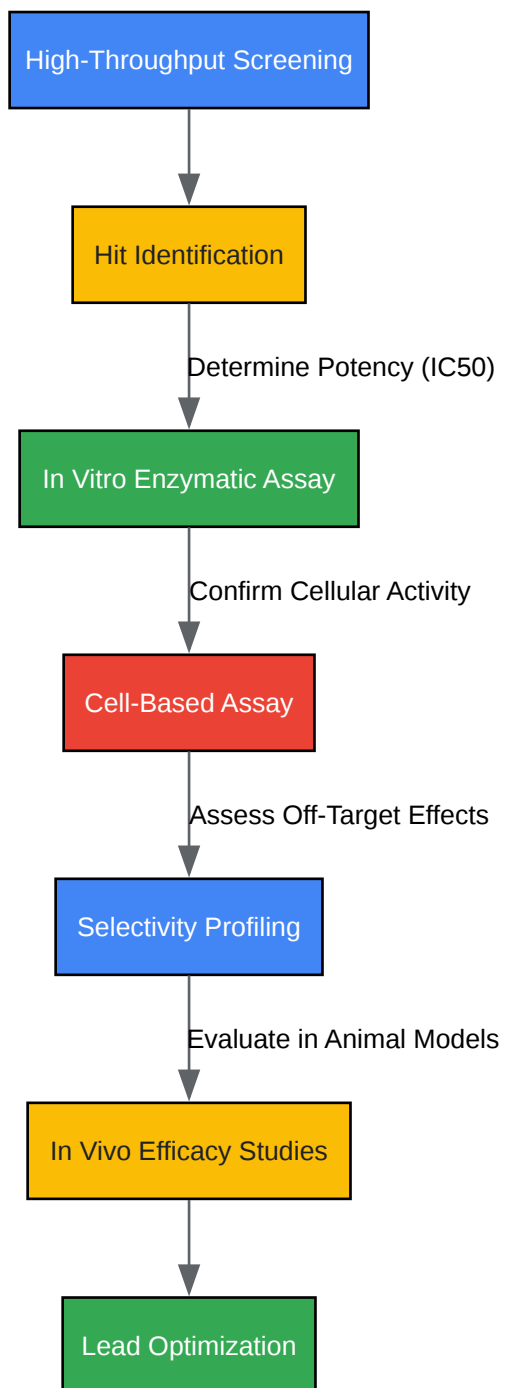 High-Throughput Screening
Hit Identification
Determine Potency (IC50)
In Vitro Enzymatic Assay
Confirm Cellular Activity
Cell-Based Assay
Assess Off-Target Effects
Selectivity Profiling
Evaluate in Animal Models
In Vivo Efficacy Studies
Lead Optimization